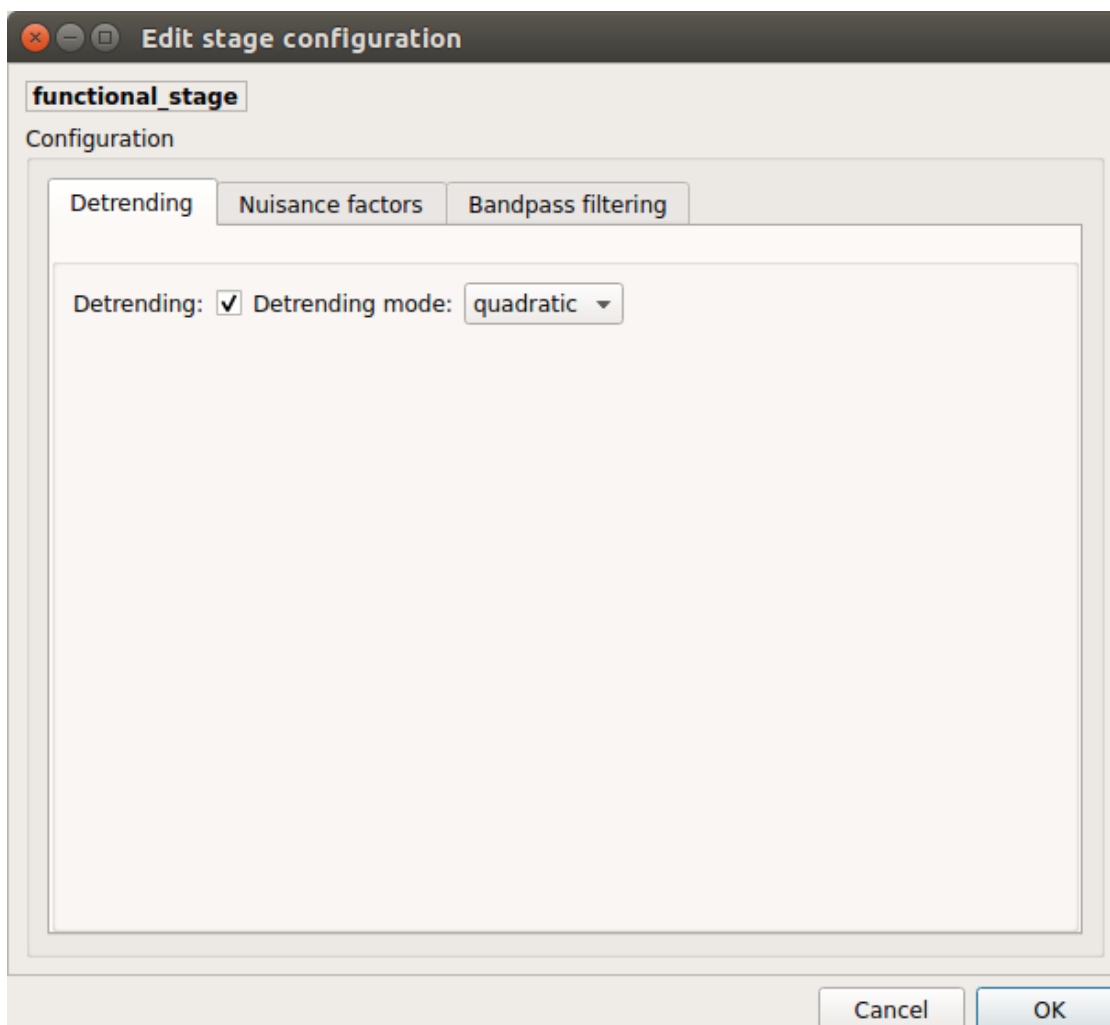 Edit stage configuration
functional_stage
Configuration
Detrending Nuisance factors Bandpass filtering
Detrending: Detrending mode: quadratic
Cancel OK